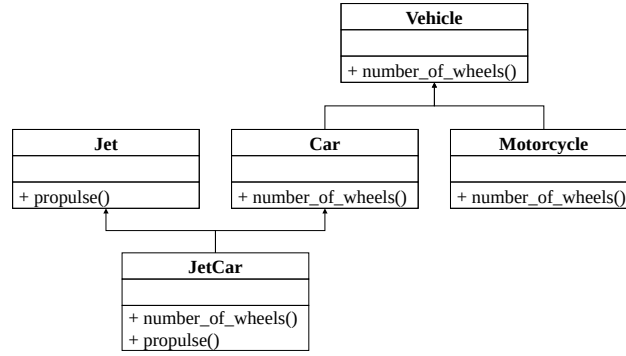 Vehicle
+ number_of_wheels()
Jet
+ propulse()
Car
+ number_of_wheels()
Motorcycle
+ number_of_wheels()
JetCar
+ number_of_wheels()
+ propulse()